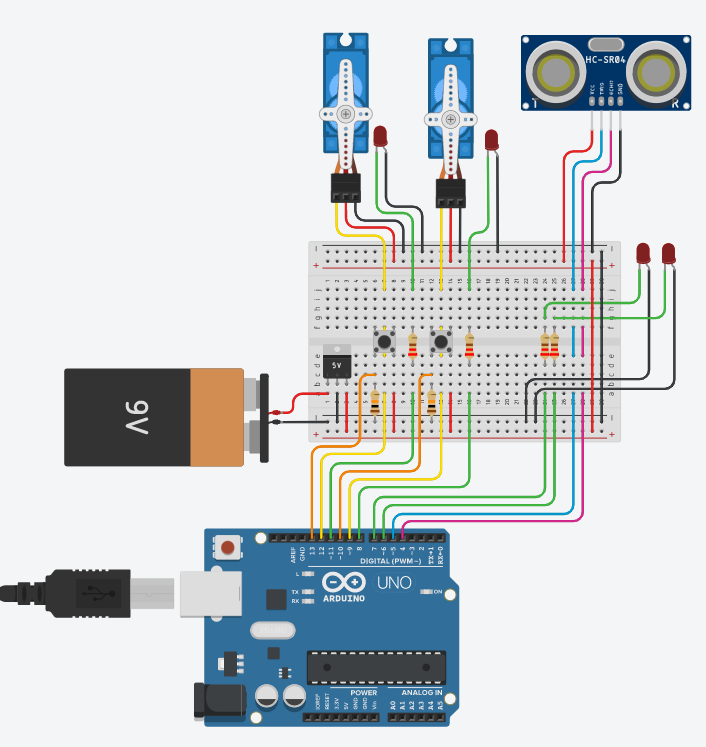 HC-SR04
VCC
TRIG
ECHO
GND
T
R
5V
9V
AREF
GND
13
12
~11
~10
~9
8
7
~6
~5
4
~3
2
TX→1
RX←0
DIGITAL (PWM~)
L
TX
RX
UNO
ARDUINO
ON
POWER
ANALOG IN
IOREF
RESET
3.3V
5V
GND
GND
Vin
A0
A1
A2
A3
A4
A5